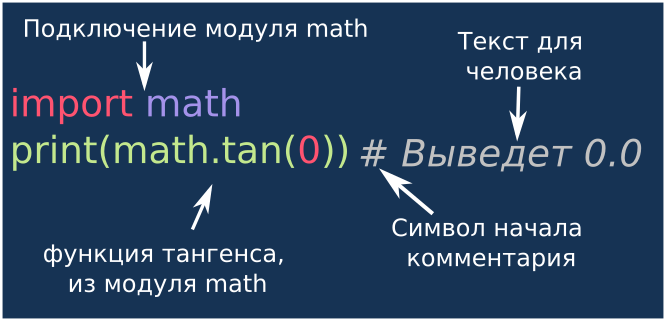 Подключение модуля math
Текст для
человека
import math
print(math.tan(0)) # Выведет 0.0
Символ начала
комментария
функция тангенса,
из модуля math